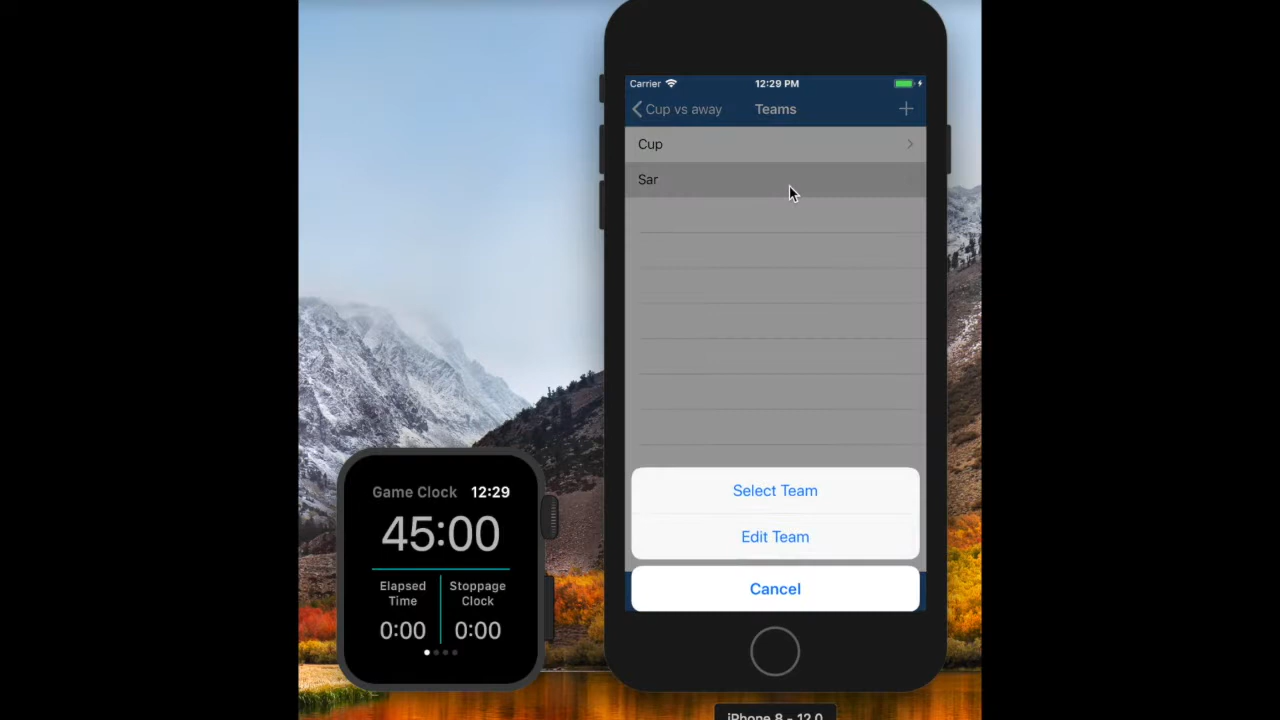 Carrier
12:29 PM
Cup vs away
Teams
Cup
Sar
Select Team
Edit Team
Cancel
Game Clock 12:29
45:00
Elapsed
Time
Stoppage
Clock
0:00
0:00
iPhone 8 - 12.0